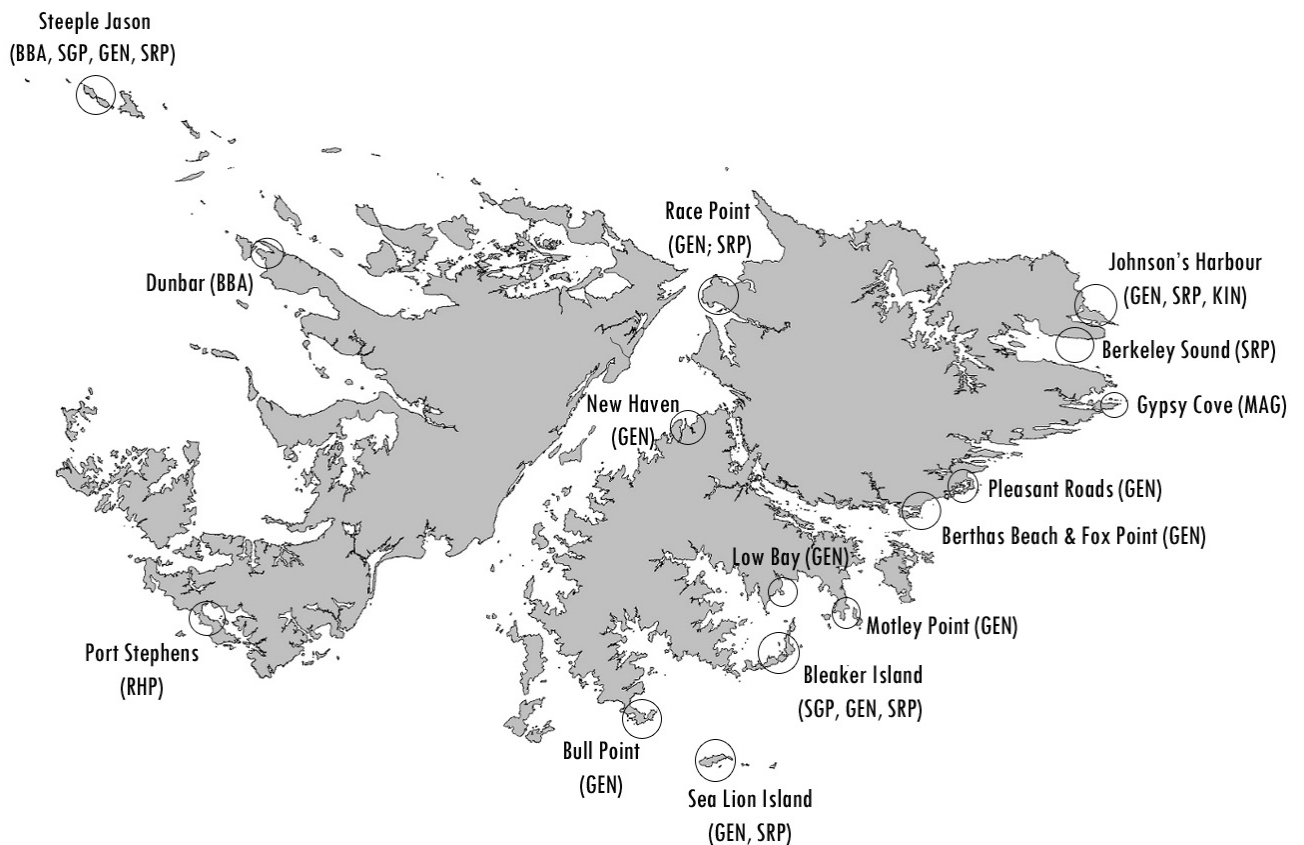 Steeple Jason
(BBA, SGP, GEN, SRP)
Race Point
(GEN; SRP)
Johnson's Harbour
(GEN, SRP, KIN)
Dunbar (BBA)
Berkeley Sound (SRP)
New Haven
(GEN)
Gypsy Cove (MAG)
Pleasant Roads (GEN)
Berthas Beach & Fox Point (GEN)
Low Bay (GEN)
Motley Point (GEN)
Port Stephens
(RHP)
Bleaker Island
(SGP, GEN, SRP)
Bull Point
(GEN)
Sea Lion Island
(GEN, SRP)